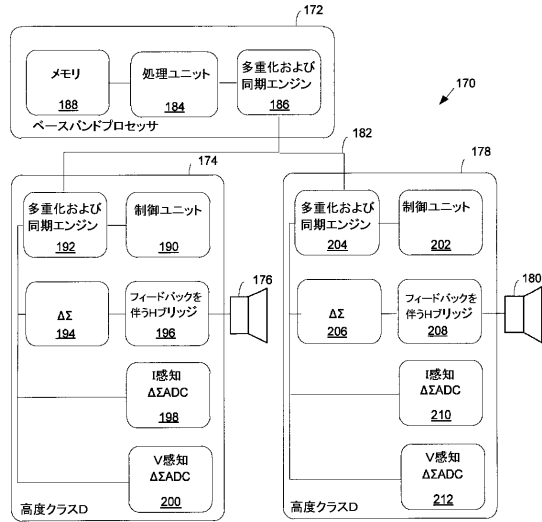 172
メモリ
188
処理ユニット
184
多重化および
同期エンジン
186
ベースバンドプロセッサ
170
182
174
178
多重化および
同期エンジン
192
制御ユニット
190
176
ΔΣ
194
フィードバックを
伴うHブリッジ
196
I感知
ΔΣADC
198
V感知
ΔΣADC
200
高度クラスD
多重化および
同期エンジン
204
制御ユニット
202
180
ΔΣ
206
フィードバックを
伴うHブリッジ
208
I感知
ΔΣADC
210
V感知
ΔΣADC
212
高度クラスD